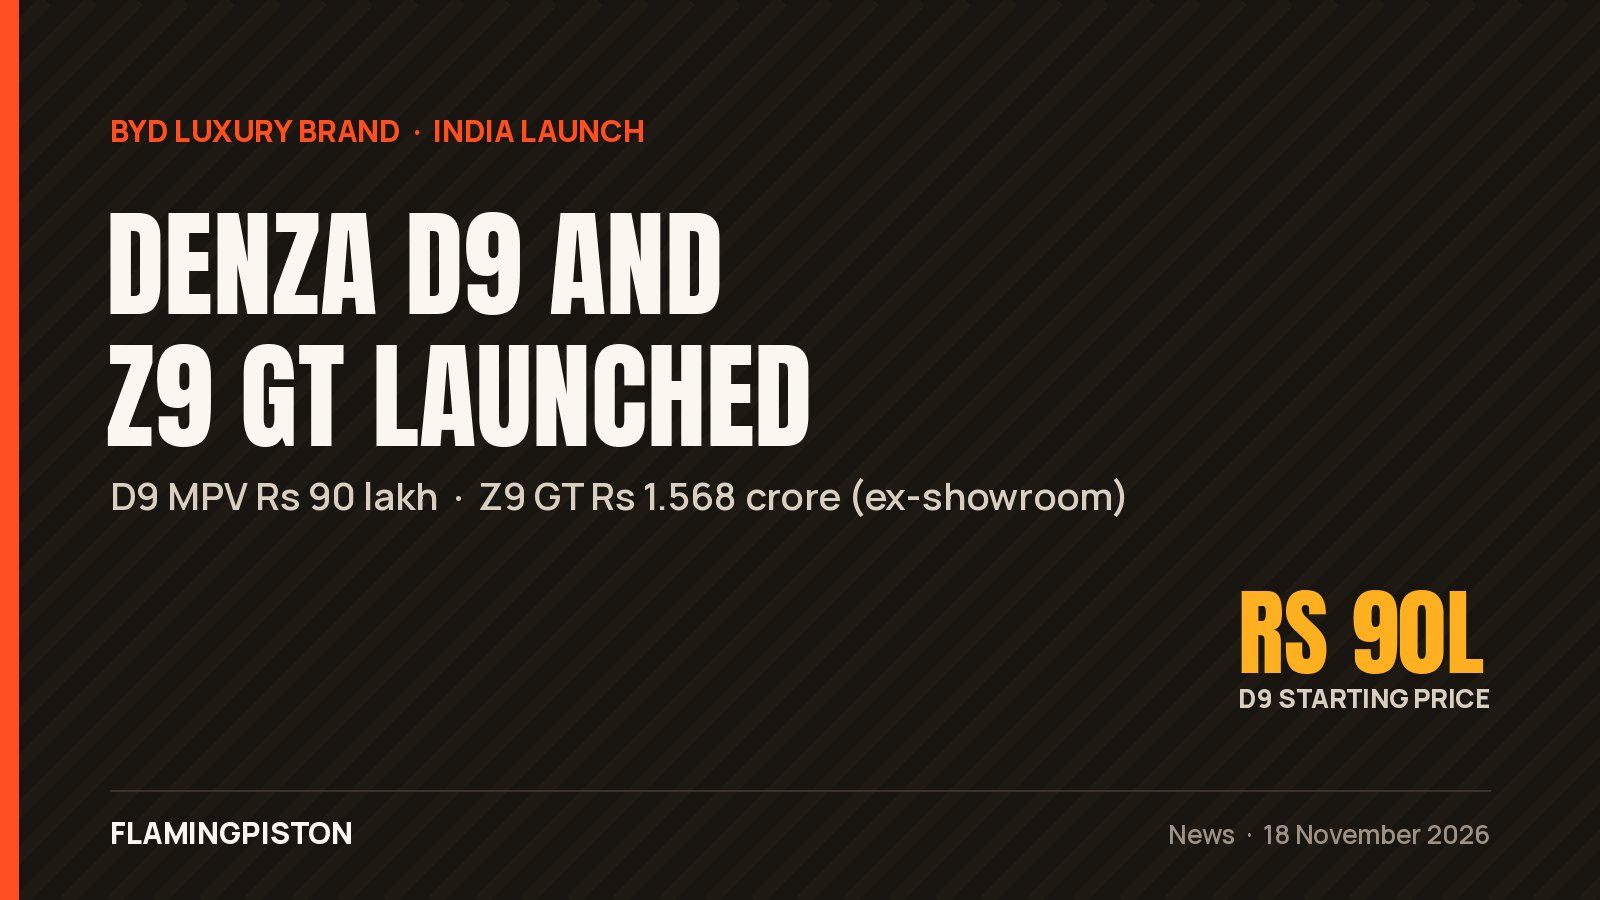 BYD LUXURY BRAND · INDIA LAUNCH
DENZA D9 AND
Z9 GT LAUNCHED
D9 MPV Rs 90 lakh · Z9 GT Rs 1.568 crore (ex-showroom)
RS 90L
D9 STARTING PRICE
FLAMINGPISTON
News · 18 November 2026